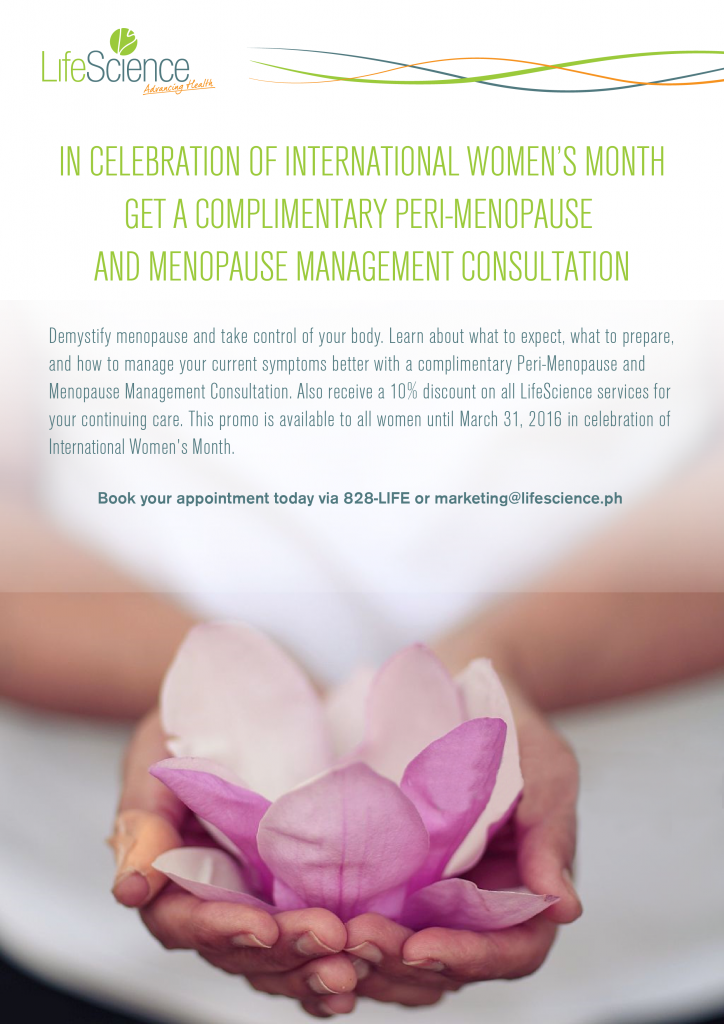 LifeScience
Advancing Health
IN CELEBRATION OF INTERNATIONAL WOMEN'S MONTH
GET A COMPLIMENTARY PERI-MENOPAUSE
AND MENOPAUSE MANAGEMENT CONSULTATION
Demystify menopause and take control of your body. Learn about what to expect, what to prepare,
and how to manage your current symptoms better with a complimentary Peri-Menopause and
Menopause Management Consultation. Also receive a 10% discount on all LifeScience services for
your continuing care. This promo is available to all women until March 31, 2016 in celebration of
International Women's Month.
Book your appointment today via 828-LIFE or marketing@lifescience.ph